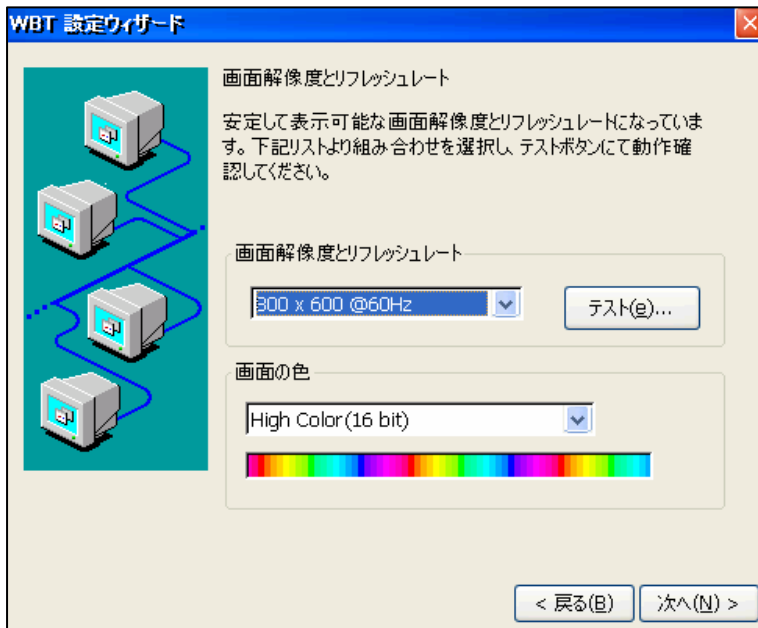 WBT 設定ウィザード
画面解像度とリフレッシュレート
安定して表示可能な画面解像度とリフレッシュレートになっていま
す。下記リストより組み合わせを選択し、テストボタンにて動作確
認してください。
画面解像度とリフレッシュレート
800 x 600 @60Hz
テスト(e)...
画面の色
High Color(16 bit)
< 戻る(B)
次へ(N) >